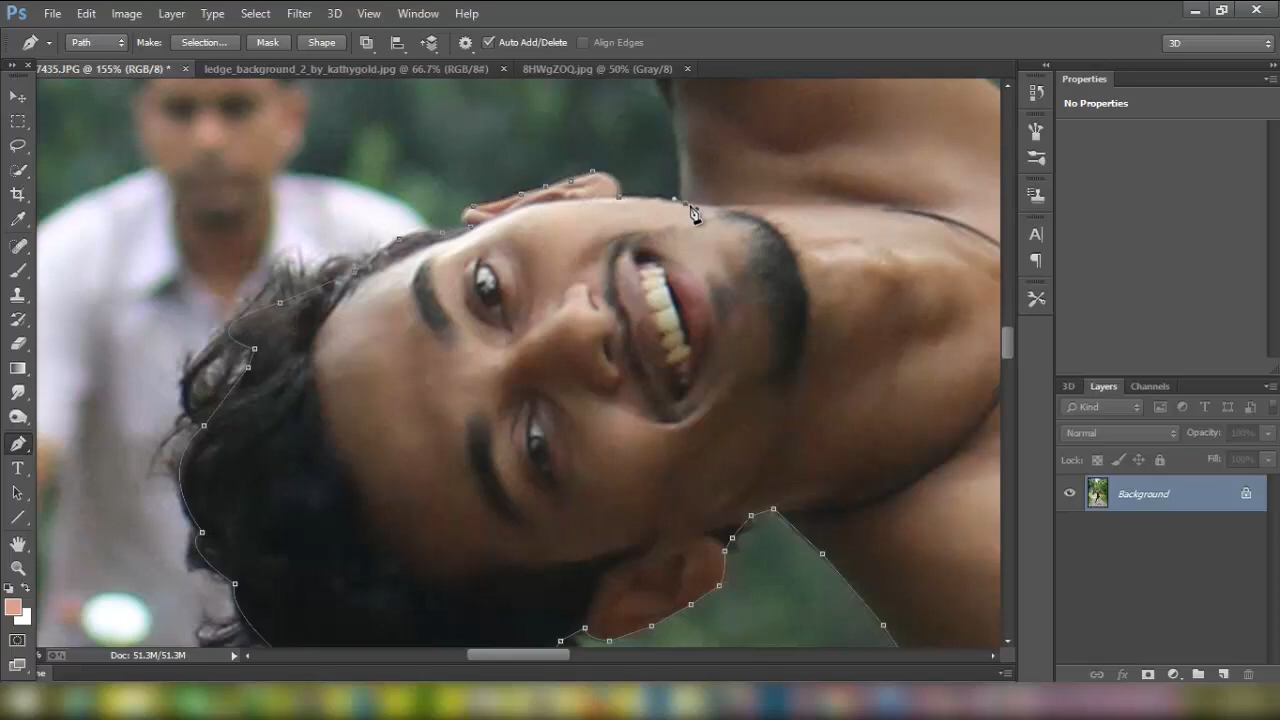 Ps File Edit Image Layer Type Select Filter 3D View Window Help
Path Make: Selection... Mask Shape Auto Add/Delete Align Edges 3D
7435.JPG @ 155% (RGB/8) * × ledge_background_2_by_kathygold.jpg @ 66.7% (RGB/8#) × 8HWgZOQ.jpg @ 50% (Gray/8) ×
Properties
No Properties
3D Layers Channels
Kind
Normal Opacity: 100%
Lock: Fill: 100%
Background
Doc: 51.3M/51.3M
ne